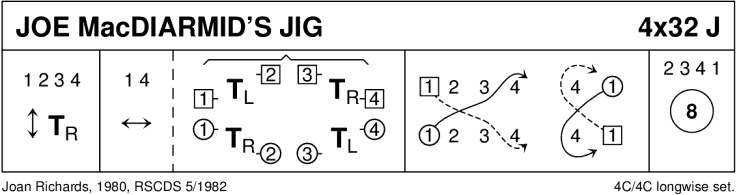 JOE MacDIARMID'S JIG 4x32 J
1 2 3 4 1 4 2 3 4 1
T R
1 T L 2 3 T R 4
1 T R 2 3 T L 4
1 2 3 4 4 1
1 2 3 4 4 1
8
Joan Richards, 1980, RSCDS 5/1982 4C/4C longwise set.